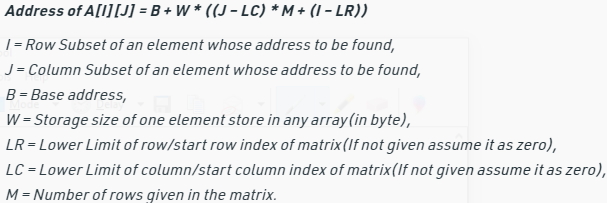 Address of A[I][J] = B + W * ((J – LC) * M + (I – LR))
I = Row Subset of an element whose address to be found,
J = Column Subset of an element whose address to be found,
B = Base address,
W = Storage size of one element store in any array(in byte),
LR = Lower Limit of row/start row index of matrix(If not given assume it as zero),
LC = Lower Limit of column/start column index of matrix(If not given assume it as zero),
M = Number of rows given in the matrix.